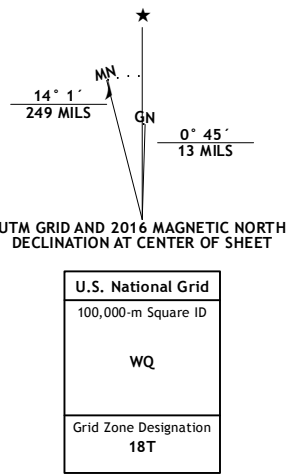 ★
MN
14° 1´
249 MILS
GN
0° 45´
13 MILS
UTM GRID AND 2016 MAGNETIC NORTH
DECLINATION AT CENTER OF SHEET
U.S. National Grid
100,000-m Square ID
WQ
Grid Zone Designation
18T